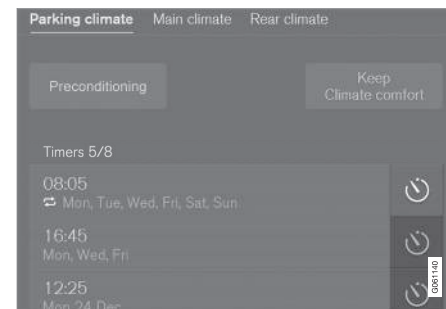 Parking climate Main climate Rear climate
Preconditioning
Keep
Climate comfort
Timers 5/8
08:05
Mon, Tue, Wed, Fri, Sat, Sun
16:45
Mon, Wed, Fri
12:25
Mon 24 Dec
G061140